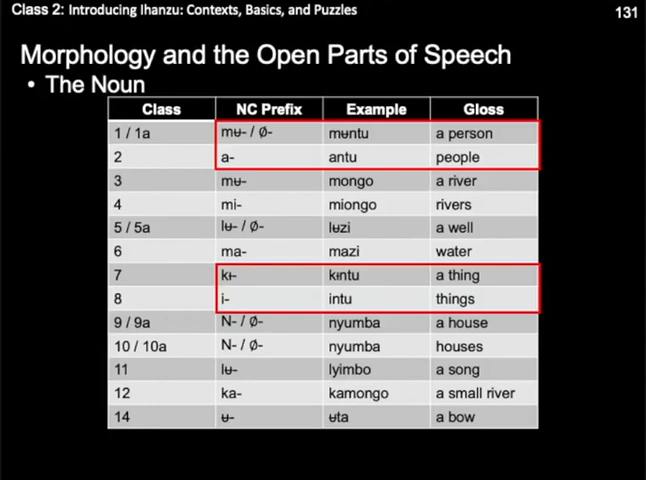 Class 2: Introducing Ihanzu: Contexts, Basics, and Puzzles
131
Morphology and the Open Parts of Speech
• The Noun
Class NC Prefix Example Gloss
1 / 1a mʉ- / Ø- mʉntu a person
2 a- antu people
3 mʉ- mongo a river
4 mi- miongo rivers
5 / 5a lʉ- / Ø- lʉzi a well
6 ma- mazi water
7 kɨ- kɨntu a thing
8 i- intu things
9 / 9a N- / Ø- nyumba a house
10 / 10a N- / Ø- nyumba houses
11 lʉ- lyimbo a song
12 ka- kamongo a small river
14 ʉ- ʉta a bow